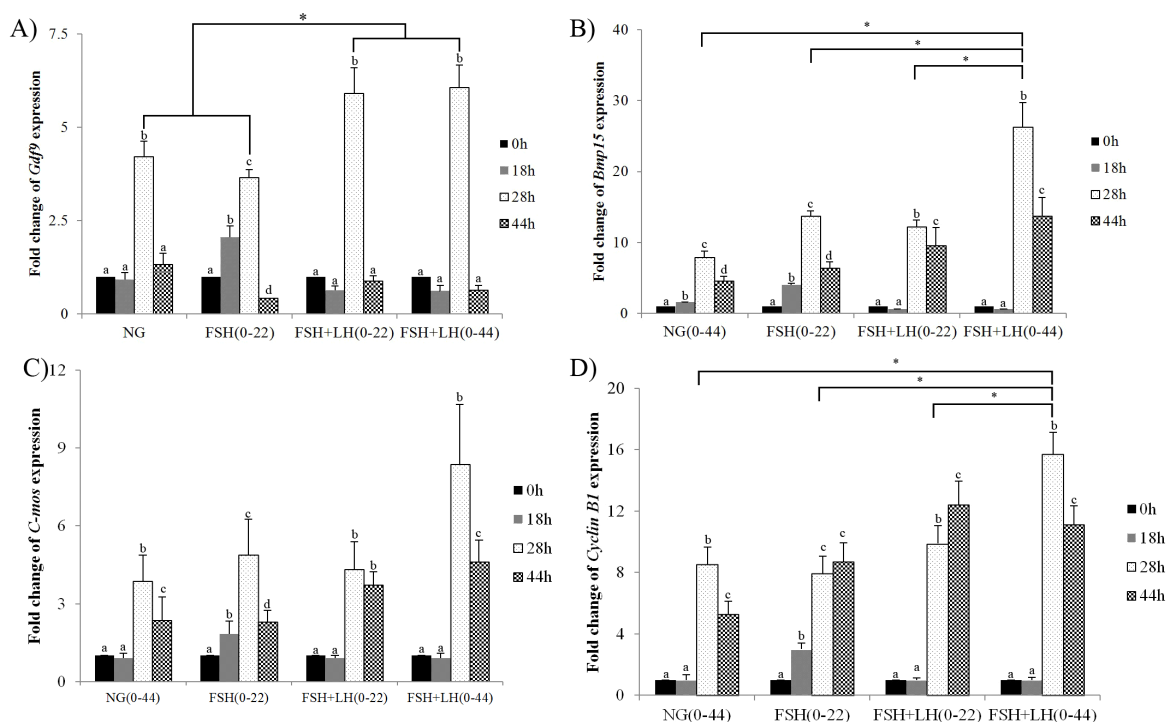 A)
Fold change of Gdf9 expression
7.5
5
2.5
0
*
a a b a
a b c d
a a b a
a a b a
NG FSH(0-22) FSH+LH(0-22) FSH+LH(0-44)
0h
18h
28h
44h
B)
Fold change of Bmp15 expression
40
30
20
10
0
*
*
*
a b c d
a b c d
a a b c
a a b c
NG(0-44) FSH(0-22) FSH+LH(0-22) FSH+LH(0-44)
0h
18h
28h
44h
C)
Fold change of C-mos expression
12
9
6
3
0
a a b c
a b c d
a a b b
a a b c
NG(0-44) FSH(0-22) FSH+LH(0-22) FSH+LH(0-44)
0h
18h
28h
44h
D)
Fold change of Cyclin B1 expression
20
16
12
8
4
0
*
*
*
a a b c
a b c c
a a b c
a a b c
NG(0-44) FSH(0-22) FSH+LH(0-22) FSH+LH(0-44)
0h
18h
28h
44h